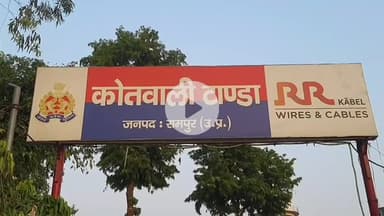 कोतवाली टाण्डा
जनपद : रामपुर (उ.प्र.)
RR
KABEL
WIRES & CABLES